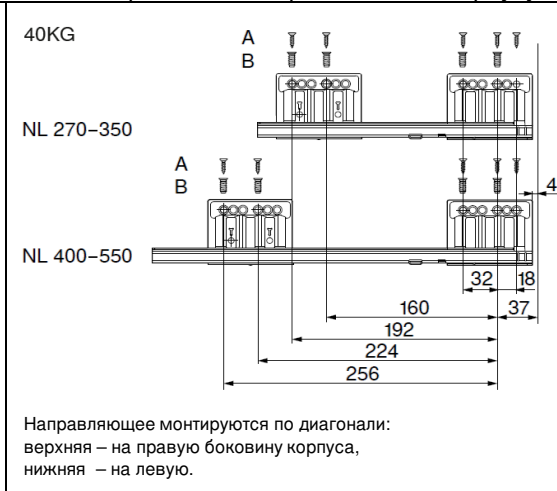 40KG
A
B
NL 270–350
A
B
4
NL 400–550
32 18
160 37
192
224
256
Направляющее монтируются по диагонали:
верхняя – на правую боковину корпуса,
нижняя – на левую.